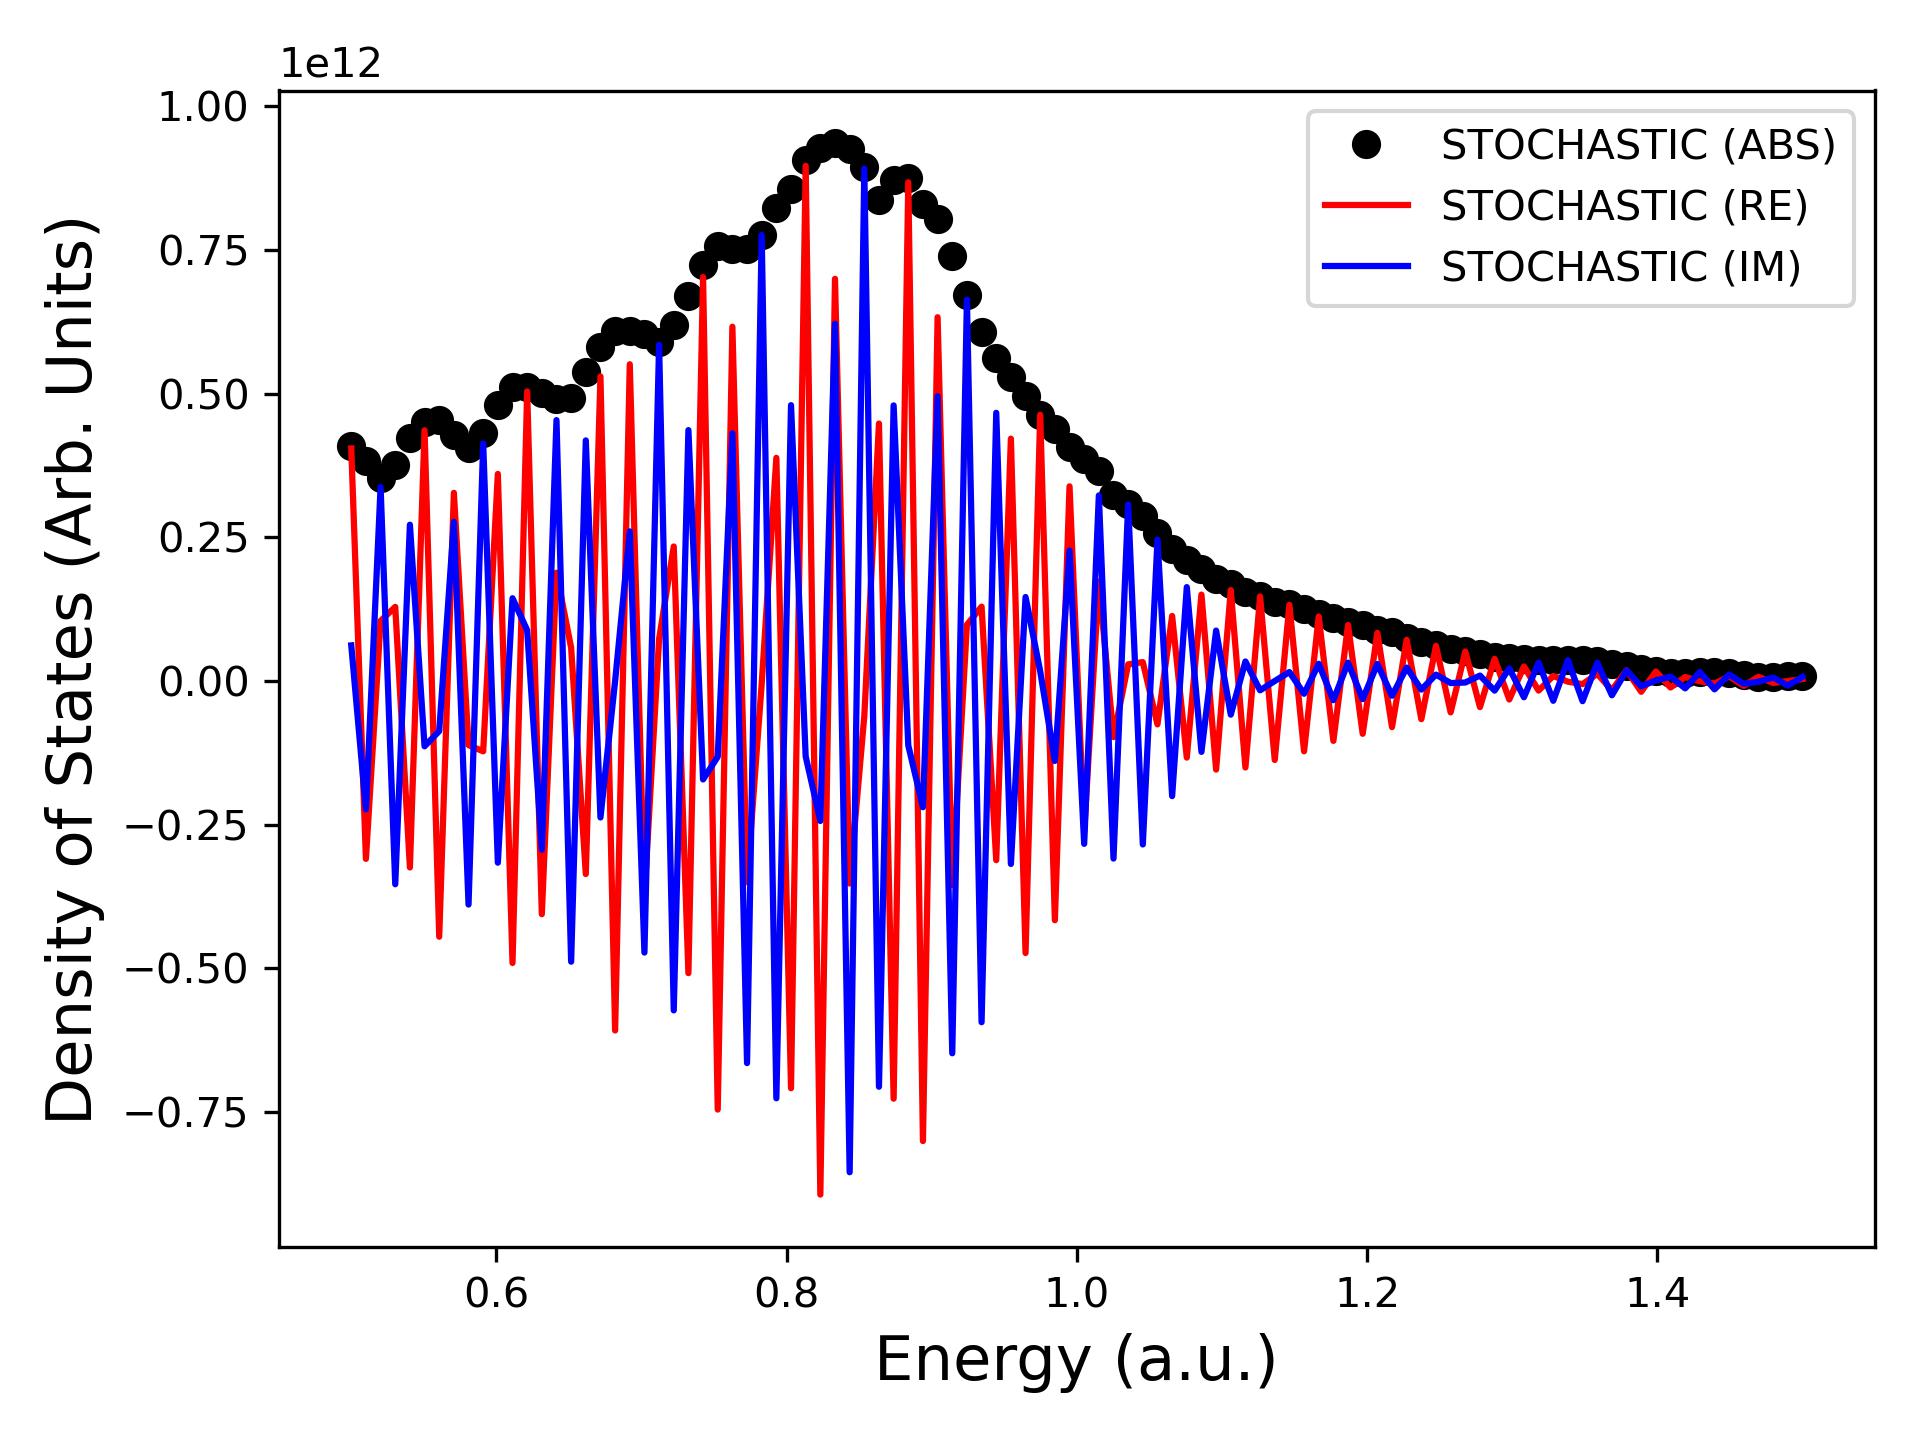 1e12
1.00
0.75
0.50
0.25
0.00
−0.25
−0.50
−0.75
Density of States (Arb. Units)
STOCHASTIC (ABS)
STOCHASTIC (RE)
STOCHASTIC (IM)
0.6 0.8 1.0 1.2 1.4
Energy (a.u.)